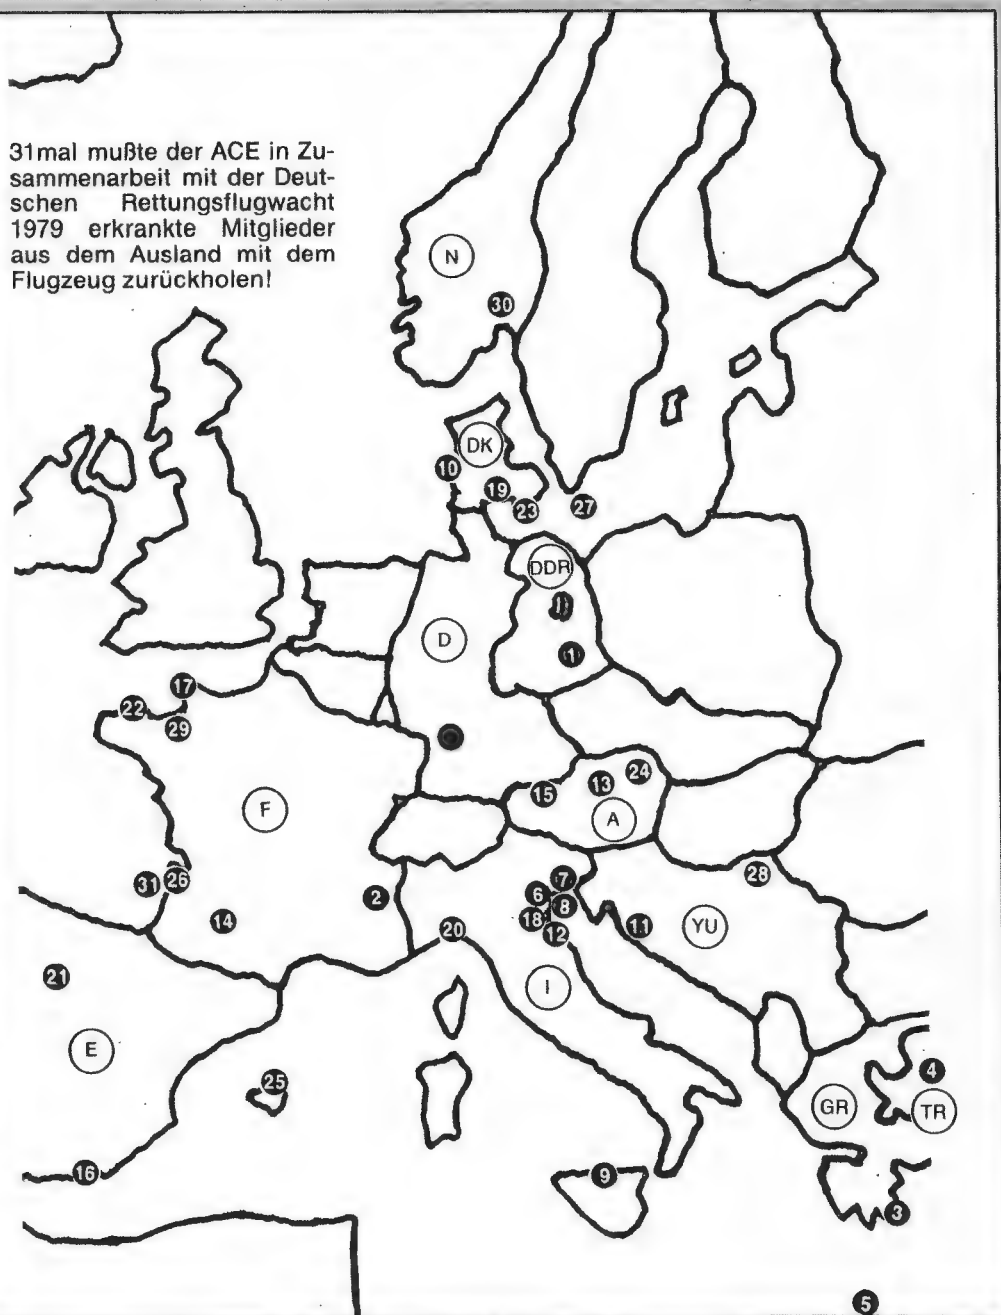 31mal mußte der ACE in Zu-
sammenarbeit mit der Deut-
schen Rettungsflugwacht
1979 erkrankte Mitglieder
aus dem Ausland mit dem
Flugzeug zurückholen!
N
30
DK
10
19
23
27
DDR
D
1
17
22
29
24
13
15
A
F
7
28
31
26
6
2
8
14
18
11
YU
20
12
21
I
E
4
25
GR
TR
16
9
3
5